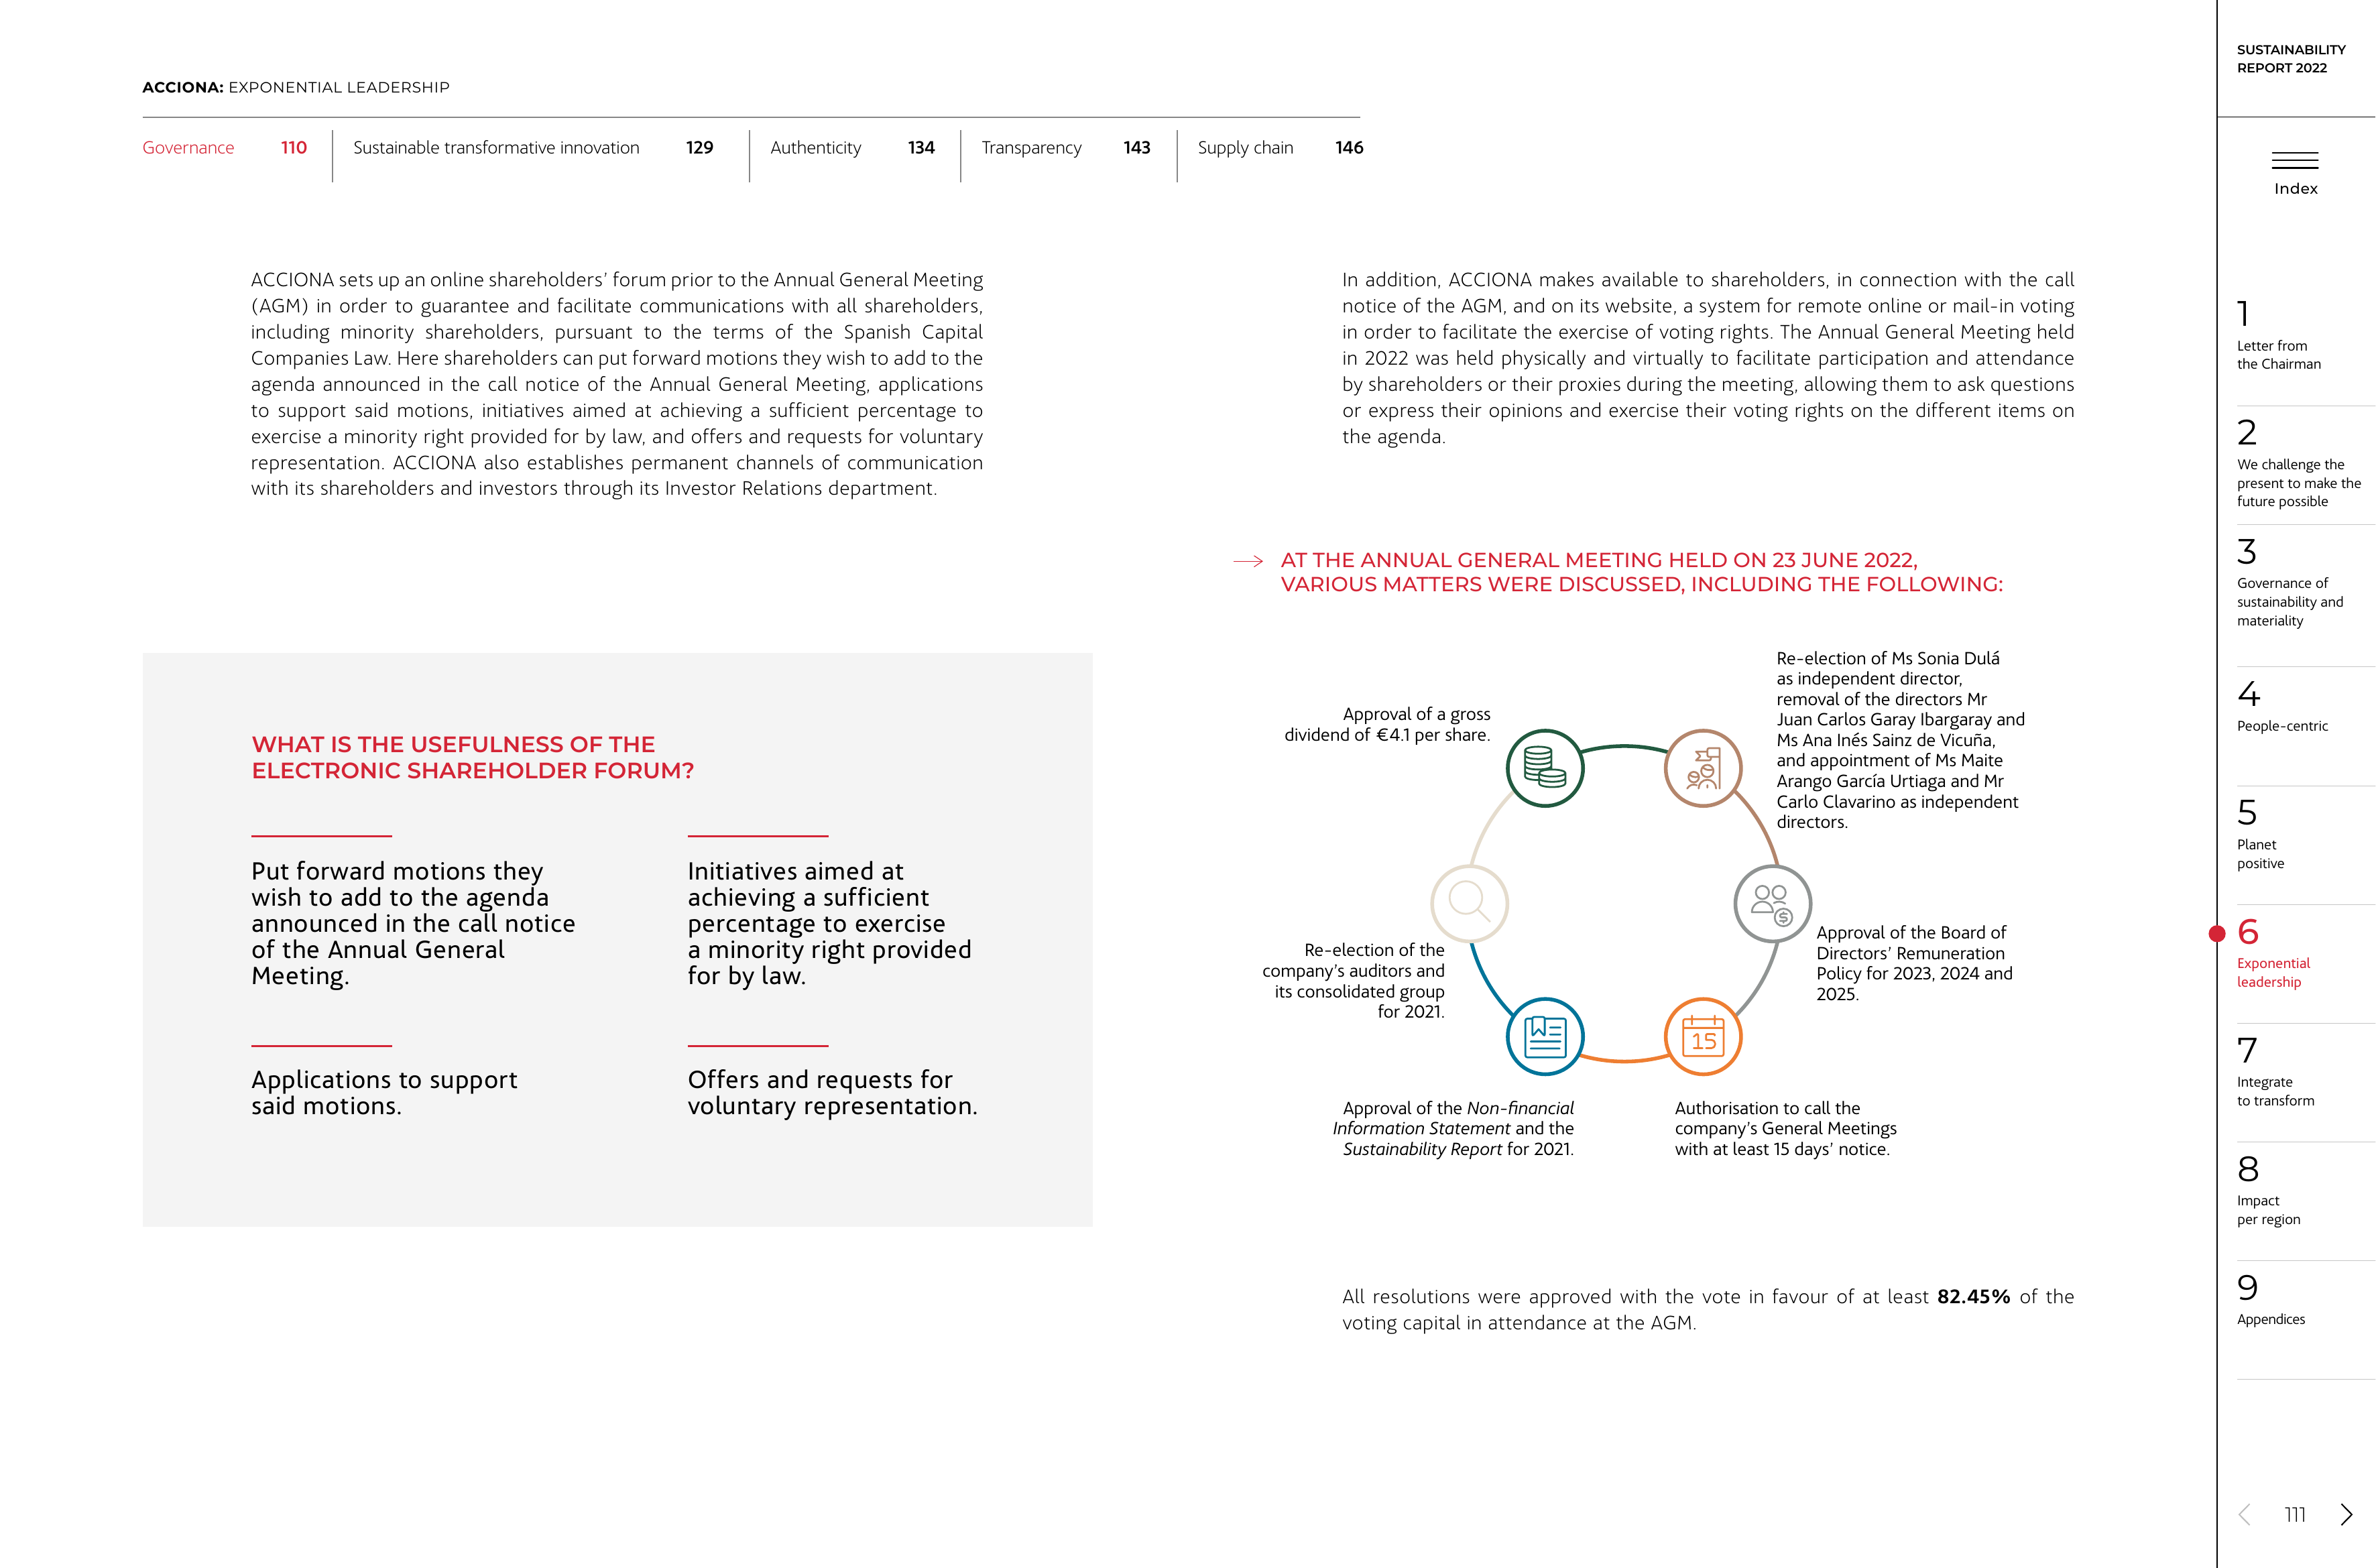 ACCIONA: EXPONENTIAL LEADERSHIP
Governance 110
Sustainable transformative innovation 129
Authenticity 134
Transparency 143
Supply chain 146
ACCIONA sets up an online shareholders’ forum prior to the Annual General Meeting
(AGM) in order to guarantee and facilitate communications with all shareholders,
including minority shareholders, pursuant to the terms of the Spanish Capital
Companies Law. Here shareholders can put forward motions they wish to add to the
agenda announced in the call notice of the Annual General Meeting, applications
to support said motions, initiatives aimed at achieving a sufficient percentage to
exercise a minority right provided for by law, and offers and requests for voluntary
representation. ACCIONA also establishes permanent channels of communication
with its shareholders and investors through its Investor Relations department.
WHAT IS THE USEFULNESS OF THE
ELECTRONIC SHAREHOLDER FORUM?
Put forward motions they
wish to add to the agenda
announced in the call notice
of the Annual General
Meeting.
Initiatives aimed at
achieving a sufficient
percentage to exercise
a minority right provided
for by law.
Applications to support
said motions.
Offers and requests for
voluntary representation.
In addition, ACCIONA makes available to shareholders, in connection with the call
notice of the AGM, and on its website, a system for remote online or mail-in voting
in order to facilitate the exercise of voting rights. The Annual General Meeting held
in 2022 was held physically and virtually to facilitate participation and attendance
by shareholders or their proxies during the meeting, allowing them to ask questions
or express their opinions and exercise their voting rights on the different items on
the agenda.
AT THE ANNUAL GENERAL MEETING HELD ON 23 JUNE 2022,
VARIOUS MATTERS WERE DISCUSSED, INCLUDING THE FOLLOWING:
Approval of a gross
dividend of €4.1 per share.
Re-election of Ms Sonia Dulá
as independent director,
removal of the directors Mr
Juan Carlos Garay Ibargaray and
Ms Ana Inés Sainz de Vicuña,
and appointment of Ms Maite
Arango García Urtiaga and Mr
Carlo Clavarino as independent
directors.
$
Approval of the Board of
Directors’ Remuneration
Policy for 2023, 2024 and
2025.
Re-election of the
company’s auditors and
its consolidated group
for 2021.
15
Approval of the Non-financial
Information Statement and the
Sustainability Report for 2021.
Authorisation to call the
company’s General Meetings
with at least 15 days’ notice.
All resolutions were approved with the vote in favour of at least 82.45% of the
voting capital in attendance at the AGM.
SUSTAINABILITY
REPORT 2022
Index
1
Letter from
the Chairman
2
We challenge the
present to make the
future possible
3
Governance of
sustainability and
materiality
4
People-centric
5
Planet
positive
6
Exponential
leadership
7
Integrate
to transform
8
Impact
per region
9
Appendices
111